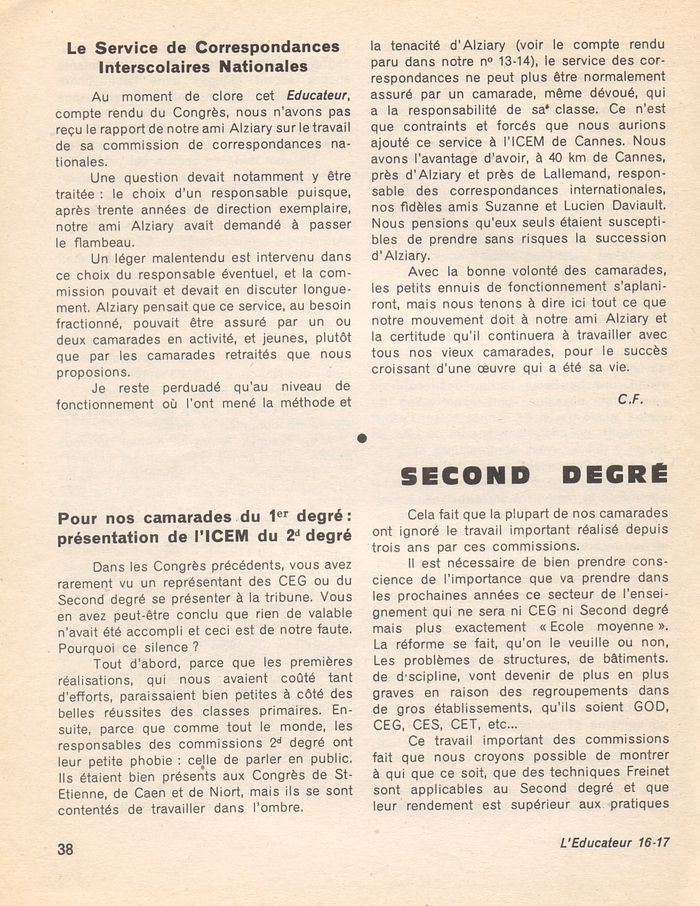 Le Service de Correspondances
Interscolaires Nationales
Au moment de clore cet Educateur,
compte rendu du Congrès, nous n'avons pas
reçu le rapport de notre ami Alziary sur le travail
de sa commission de correspondances na-
tionales.
Une question devait notamment y être
traitée : le choix d'un responsable puisque,
après trente années de direction exemplaire,
notre ami Alziary avait demandé à passer
le flambeau.
Un léger malentendu est intervenu dans
ce choix du responsable éventuel, et la com-
mission pouvait et devait en discuter longue-
ment. Alziary pensait que ce service, au besoin
fractionné, pouvait être assuré par un ou
deux camarades en activité, et jeunes, plutôt
que par les camarades retraités que nous
proposions.
Je reste perduadé qu'au niveau de
fonctionnement où l'ont mené la méthode et
la tenacité d'Alziary (voir le compte rendu
paru dans notre nº 13-14), le service des cor-
respondances ne peut plus être normalement
assuré par un camarade, même dévoué, qui
a la responsabilité de sa classe. Ce n'est
que contraints et forcés que nous aurions
ajouté ce service à l'ICEM de Cannes. Nous
avons l'avantage d'avoir, à 40 km de Cannes,
près d'Alziary et près de Lallemand, respon-
sable des correspondances internationales,
nos fidèles amis Suzanne et Lucien Daviault.
Nous pensions qu'eux seuls étaient suscepti-
bles de prendre sans risques la succession
d'Alziary.
Avec la bonne volonté des camarades,
les petits ennuis de fonctionnement s'aplani-
ront, mais nous tenons à dire ici tout ce que
notre mouvement doit à notre ami Alziary et
la certitude qu'il continuera à travailler avec
tous nos vieux camarades, pour le succès
croissant d'une œuvre qui a été sa vie.
C.F.
SECOND DEGRÉ
Pour nos camarades du 1er degré :
présentation de l'ICEM du 2d degré
Dans les Congrès précédents, vous avez
rarement vu un représentant des CEG ou du
Second degré se présenter à la tribune. Vous
en avez peut-être conclu que rien de valable
n'avait été accompli et ceci est de notre faute.
Pourquoi ce silence ?
Tout d'abord, parce que les premières
réalisations, qui nous avaient coûté tant
d'efforts, paraissaient bien petites à côté des
belles réussites des classes primaires. En-
suite, parce que comme tout le monde, les
responsables des commissions 2d degré ont
leur petite phobie : celle de parler en public.
Ils étaient bien présents aux Congrès de St-
Etienne, de Caen et de Niort, mais ils se sont
contentés de travailler dans l'ombre.
Cela fait que la plupart de nos camarades
ont ignoré le travail important réalisé depuis
trois ans par ces commissions.
Il est nécessaire de bien prendre cons-
cience de l'importance que va prendre dans
les prochaines années ce secteur de l'ensei-
gnement qui ne sera ni CEG ni Second degré
mais plus exactement « Ecole moyenne ».
La réforme se fait, qu'on le veuille ou non,
Les problèmes de structures, de bâtiments.
de d·scipline, vont devenir de plus en plus
graves en raison des regroupements dans
de gros établissements, qu'ils soient GOD,
CEG, CES, CET, etc...
Ce travail important des commissions
fait que nous croyons possible de montrer
à qui que ce soit, que des techniques Freinet
sont applicables au Second degré et que
leur rendement est supérieur aux pratiques
38
L'Educateur 16-17